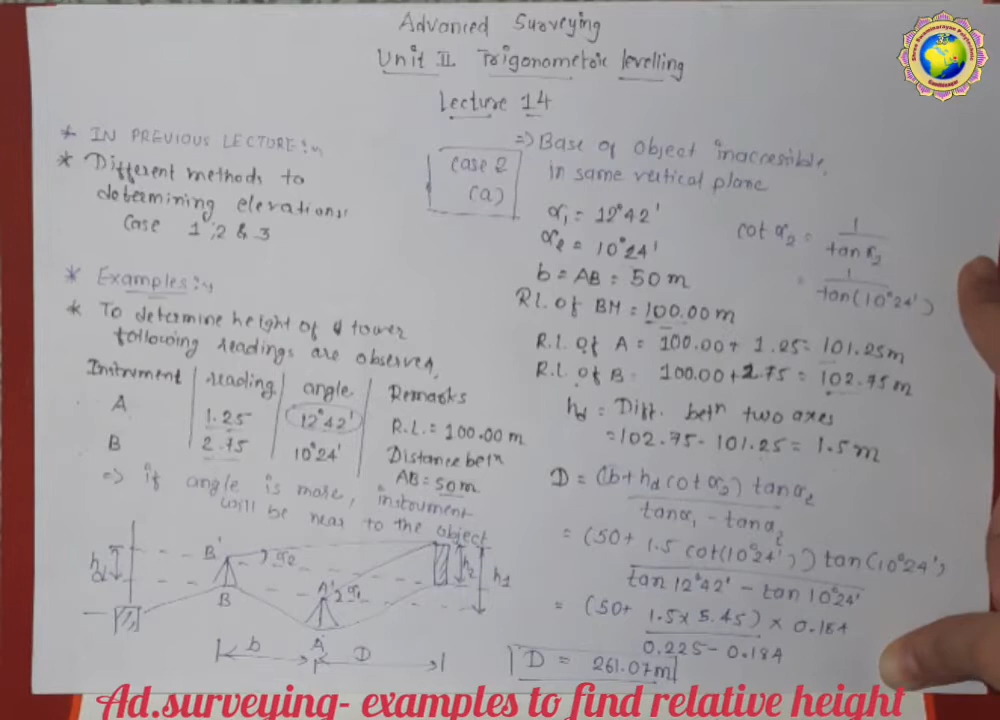 Advanced Surveying
Unit II Trigonometric levelling
Lecture 14
Shree Swaminarayan Polytechnic
Gandhinagar
* IN PREVIOUS LECTURE:-
* Different methods to
determining elevations
Case 1, 2 & 3
* Examples:-
* To determine height of tower
following readings are observed,
Instrument reading angle Remarks
A 1.25 12°42' R.L. = 100.00 m
B 2.75 10°24' Distance betn
AB = 50m
=> if angle is more, instrument
will be near to the object
hd B' α2 h2 h1
B A' α1
A
b D
case 2
(a)
=> Base of object inaccessible,
in same vertical plane
α1 = 12°42'
α2 = 10°24'
b = AB = 50 m
R.L. of BM = 100.00 m
cot α2 = 1 / tan α2
= 1 / tan(10°24')
R.L. of A = 100.00 + 1.25 = 101.25m
R.L. of B = 100.00 + 2.75 = 102.75m
hd = Diff. betn two axes
= 102.75 - 101.25 = 1.5 m
D = (b + hd cot α2) tan α2
tan α1 - tan α2
= (50 + 1.5 cot(10°24')) tan(10°24')
tan 12°42' - tan 10°24'
= (50 + 1.5 x 5.45) x 0.184
0.225 - 0.184
D = 261.07m
Ad.surveying- examples to find relative height